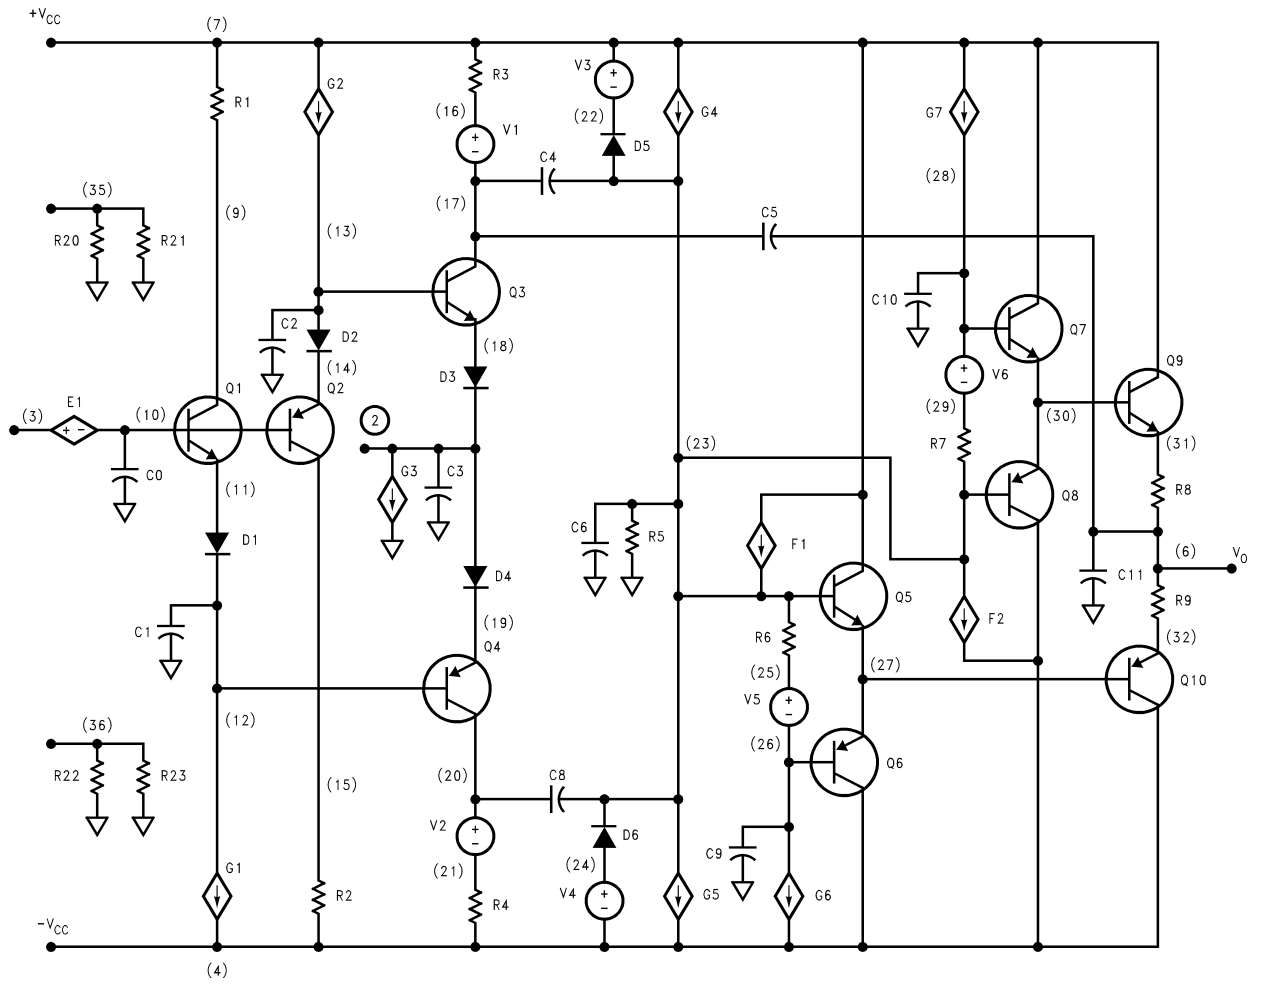 +VCC
(7)
G2
V3
R3
R1
(16)
V1
(22)
G4
G7
D5
C4
(28)
(35)
(17)
(9)
C5
R20
R21
(13)
Q3
C10
C2
D2
(18)
Q7
(14)
D3
V6
Q9
Q1
Q2
E1
(3)
(10)
2
(29)
(30)
(23)
R7
(31)
G3
C3
C0
(11)
Q8
R8
D1
C6
R5
F1
(6)
VO
C11
D4
Q5
R9
F2
(19)
C1
R6
(32)
Q4
(27)
(25)
Q10
(12)
V5
(36)
(26)
R22
R23
(15)
(20)
C8
Q6
V2
D6
(24)
C9
(21)
G1
R2
R4
V4
G5
G6
−VCC
(4)